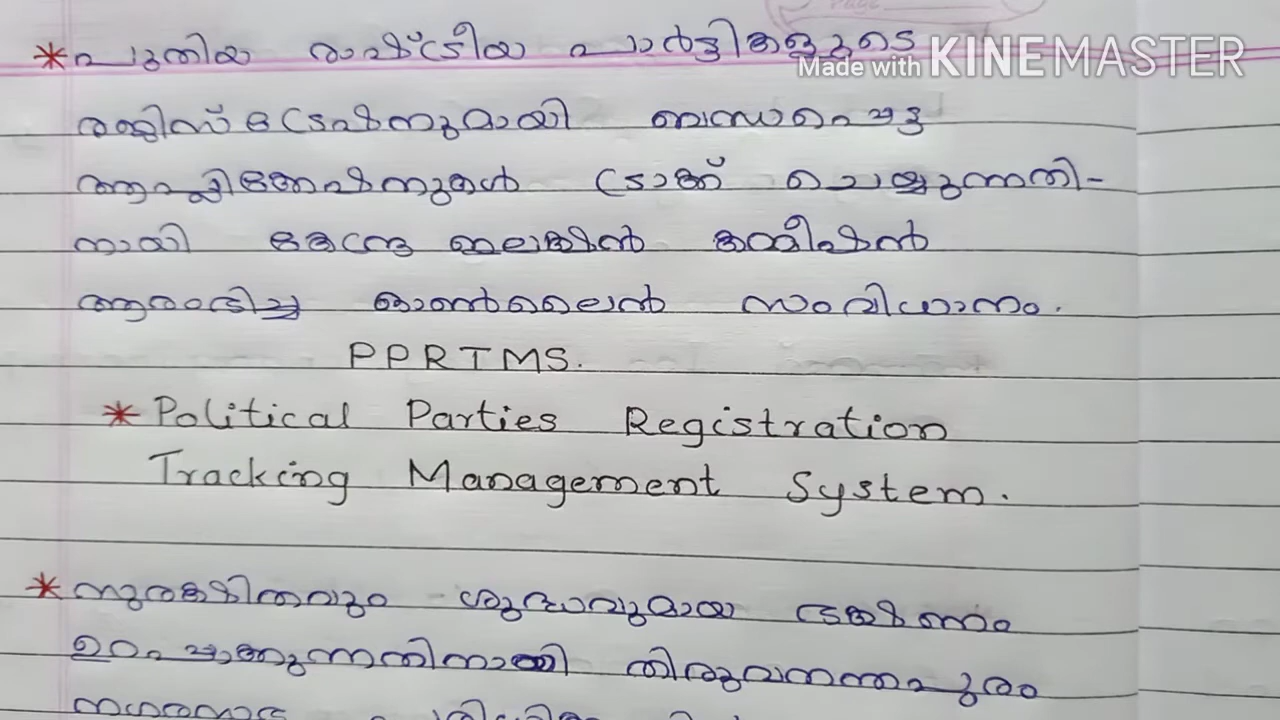 Made with KINEMASTER
* പുതിയ രാഷ്ട്രീയ പാർട്ടികളുടെ
രജിസ്ട്രേഷനുമായി ബന്ധപ്പെട്ട
ആപ്ലിക്കേഷനുകൾ ട്രാക്ക് ചെയ്യുന്നതി-
നായി കേന്ദ്ര ഇലക്ഷൻ കമ്മീഷൻ
ആരംഭിച്ച ഓൺലൈൻ സംവിധാനം.
PPRTMS.
* Political Parties Registration
Tracking Management System.
* സുരക്ഷിതവും ശുദ്ധവുമായ ഭക്ഷണം
ഉറപ്പാക്കുന്നതിനായി തിരുവനന്തപുരം